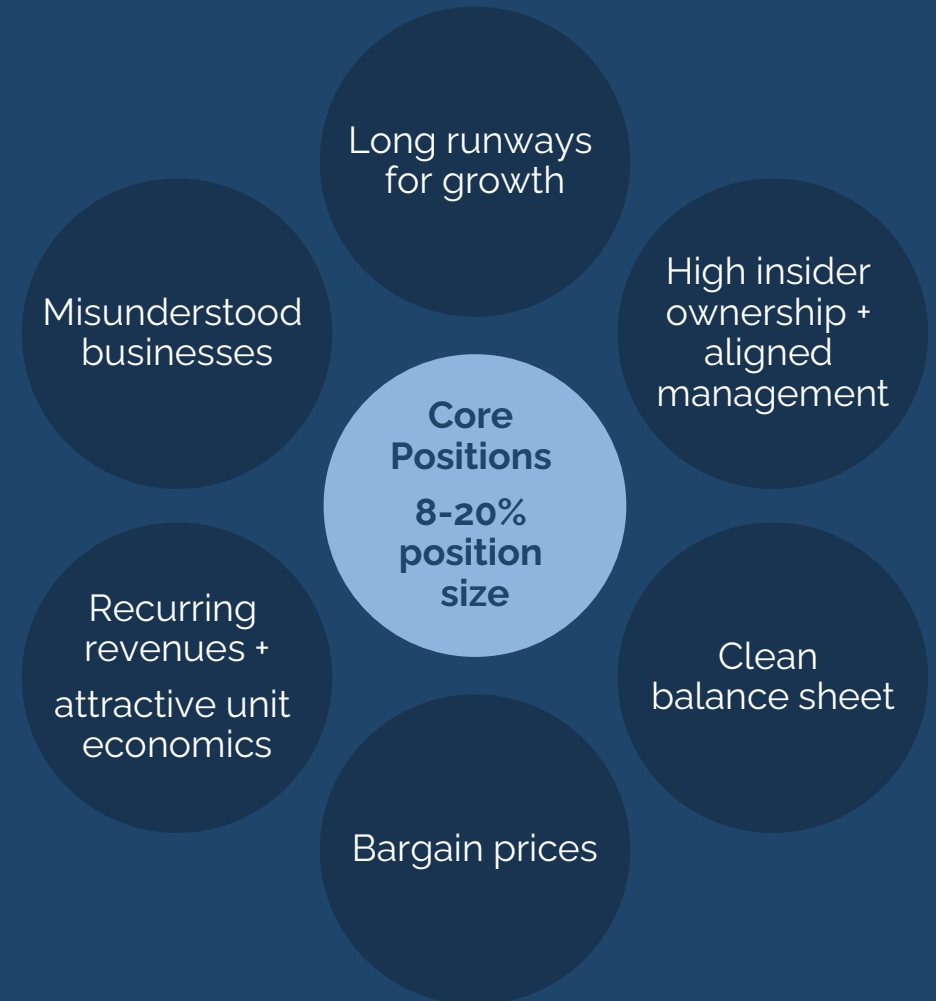 Long runways
for growth
High insider
ownership +
aligned
management
Misunderstood
businesses
Core
Positions
8-20%
position
size
Recurring
revenues +
attractive unit
economics
Clean
balance sheet
Bargain prices